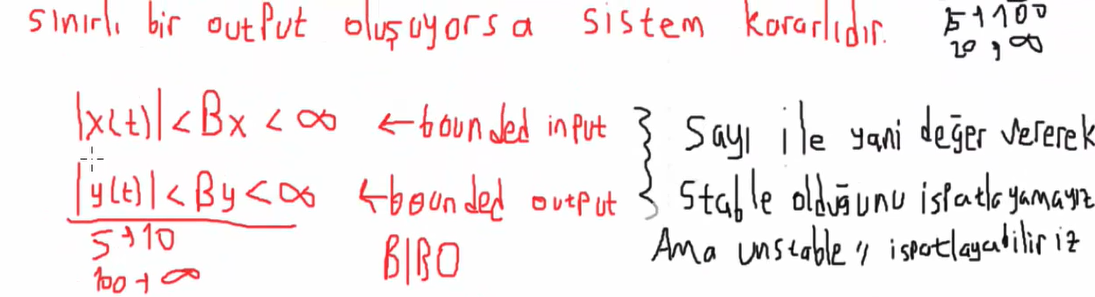 sınırlı bir output oluşuyorsa sistem kararlıdır.
5 → 100
20 , ∞
|x(t)| < Bx < ∞ ← bounded input
|y(t)| < By < ∞ ← bounded output
5 → 10
100 → ∞
BIBO
Sayı ile yani değer vererek
Stable olduğunu ispatlayamayız
Ama unstable " ispatlayabiliriz